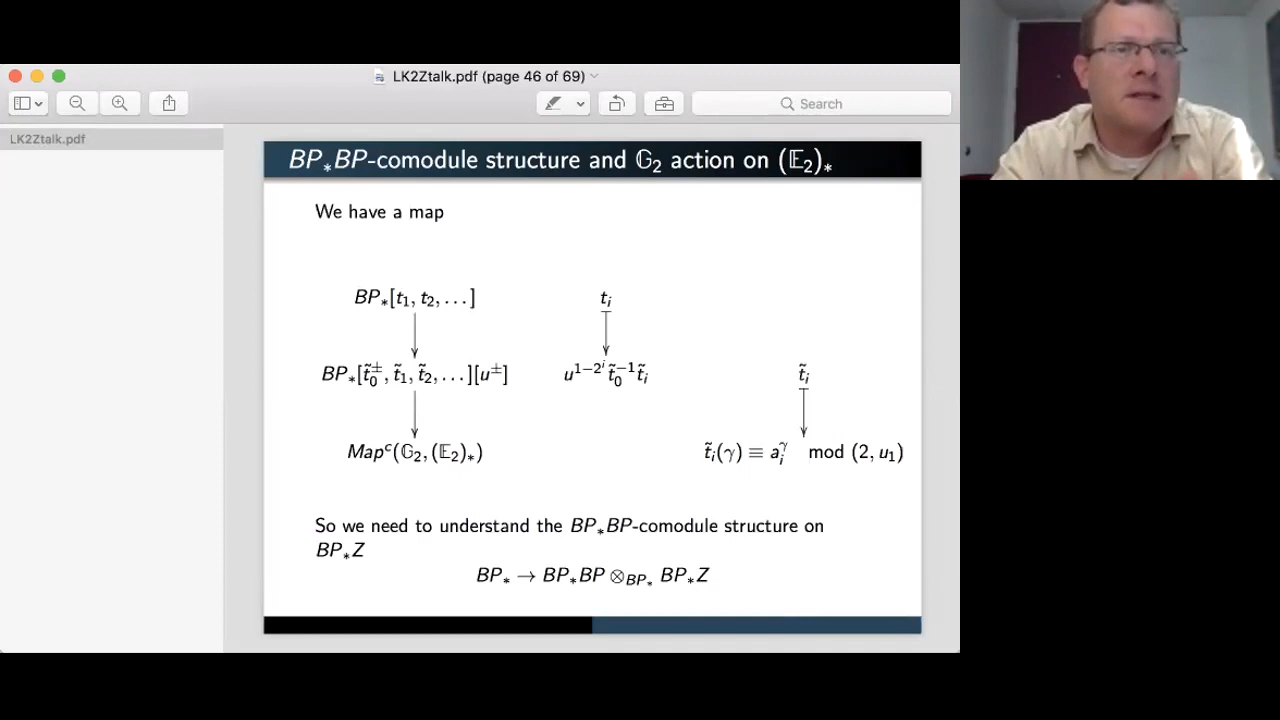 LK2Ztalk.pdf (page 46 of 69)
Search
LK2Ztalk.pdf
BP∗BP-comodule structure and 𝔾₂ action on (𝔼₂)∗
We have a map
BP∗[t₁, t₂, . . .] tᵢ
BP∗[t̃₀^±, t̃₁, t̃₂, . . .][u^±] u^{1−2^i} t̃₀^{−1} t̃ᵢ t̃ᵢ
Map^c(𝔾₂, (𝔼₂)∗) t̃ᵢ(γ) ≡ aᵢ^γ mod (2, u₁)
So we need to understand the BP∗BP-comodule structure on
BP∗Z
BP∗ → BP∗BP ⊗_{BP∗} BP∗Z